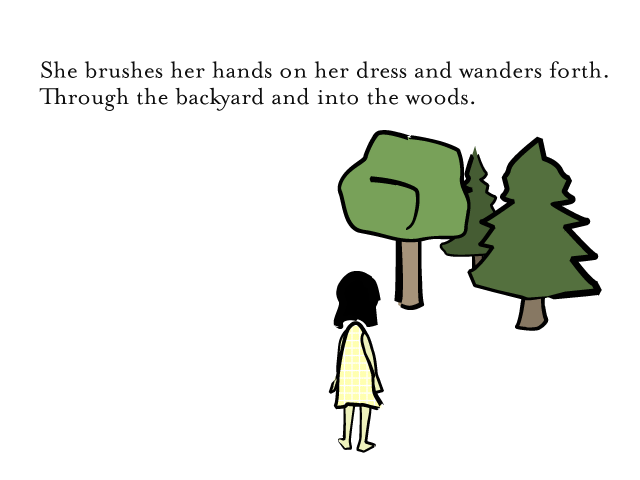 She brushes her hands on her dress and wanders forth.
Through the backyard and into the woods.